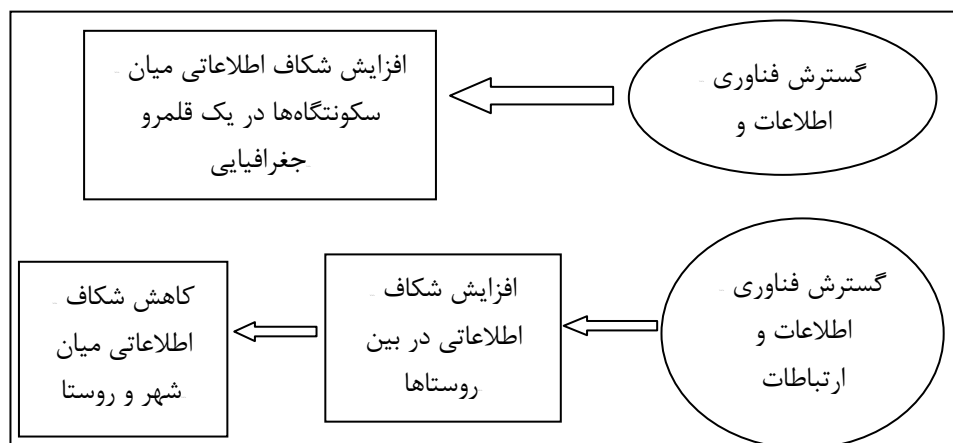 گسترش فناوری
اطلاعات و
افزایش شکاف اطلاعاتی میان
سکونتگاه‌ها در یک قلمرو
جغرافیایی
گسترش فناوری
اطلاعات و
ارتباطات
افزایش شکاف
اطلاعاتی در بین
روستاها
کاهش شکاف
اطلاعاتی میان
شهر و روستا